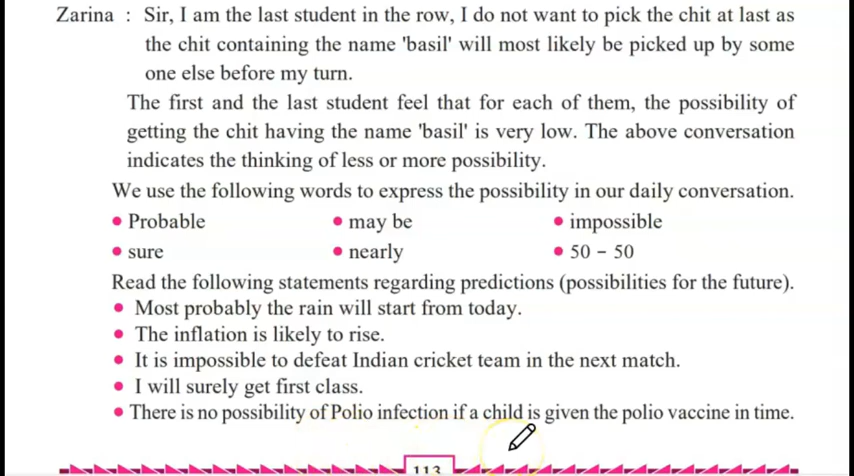 Zarina : Sir, I am the last student in the row, I do not want to pick the chit at last as
the chit containing the name 'basil' will most likely be picked up by some
one else before my turn.
The first and the last student feel that for each of them, the possibility of
getting the chit having the name 'basil' is very low. The above conversation
indicates the thinking of less or more possibility.
We use the following words to express the possibility in our daily conversation.
• Probable • may be • impossible
• sure • nearly • 50 – 50
Read the following statements regarding predictions (possibilities for the future).
• Most probably the rain will start from today.
• The inflation is likely to rise.
• It is impossible to defeat Indian cricket team in the next match.
• I will surely get first class.
• There is no possibility of Polio infection if a child is given the polio vaccine in time.
113